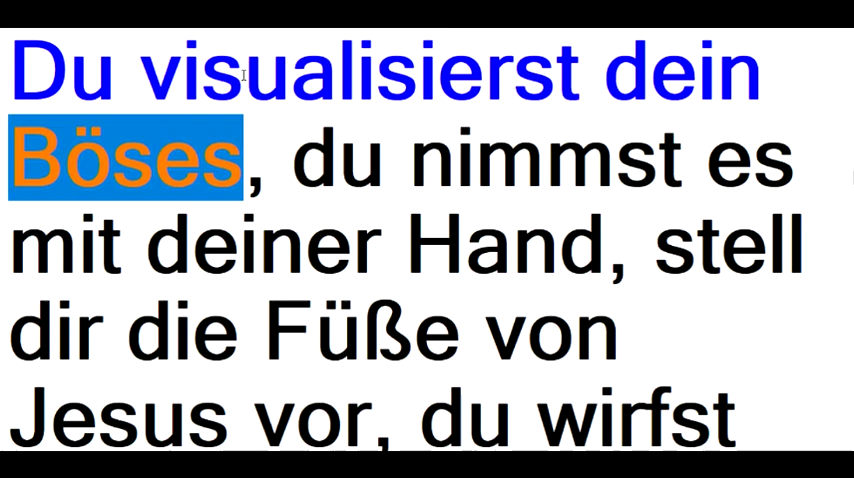 Du visualisierst dein
Böses, du nimmst es
mit deiner Hand, stell
dir die Füße von
Jesus vor, du wirfst